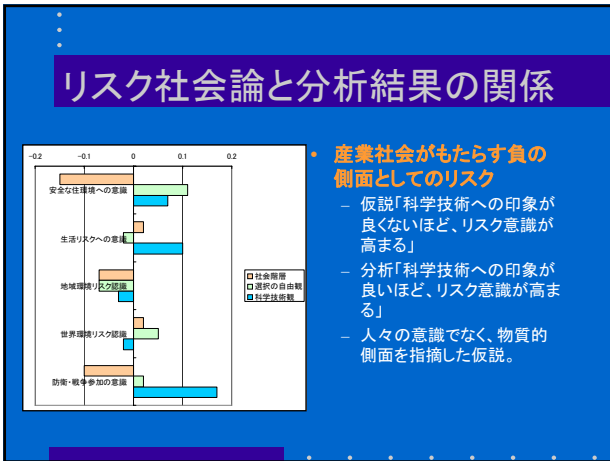 リスク社会論と分析結果の関係
-0.2 -0.1 0 0.1 0.2
安全な住環境への意識
生活リスクへの意識
地域環境リスク認識
世界環境リスク認識
防衛・戦争参加の意識
社会階層
選択の自由観
科学技術観
• 産業社会がもたらす負の
側面としてのリスク
– 仮説「科学技術への印象が
良くないほど、リスク意識が
高まる」
– 分析「科学技術への印象が
良いほど、リスク意識が高ま
る」
– 人々の意識でなく、物質的
側面を指摘した仮説。